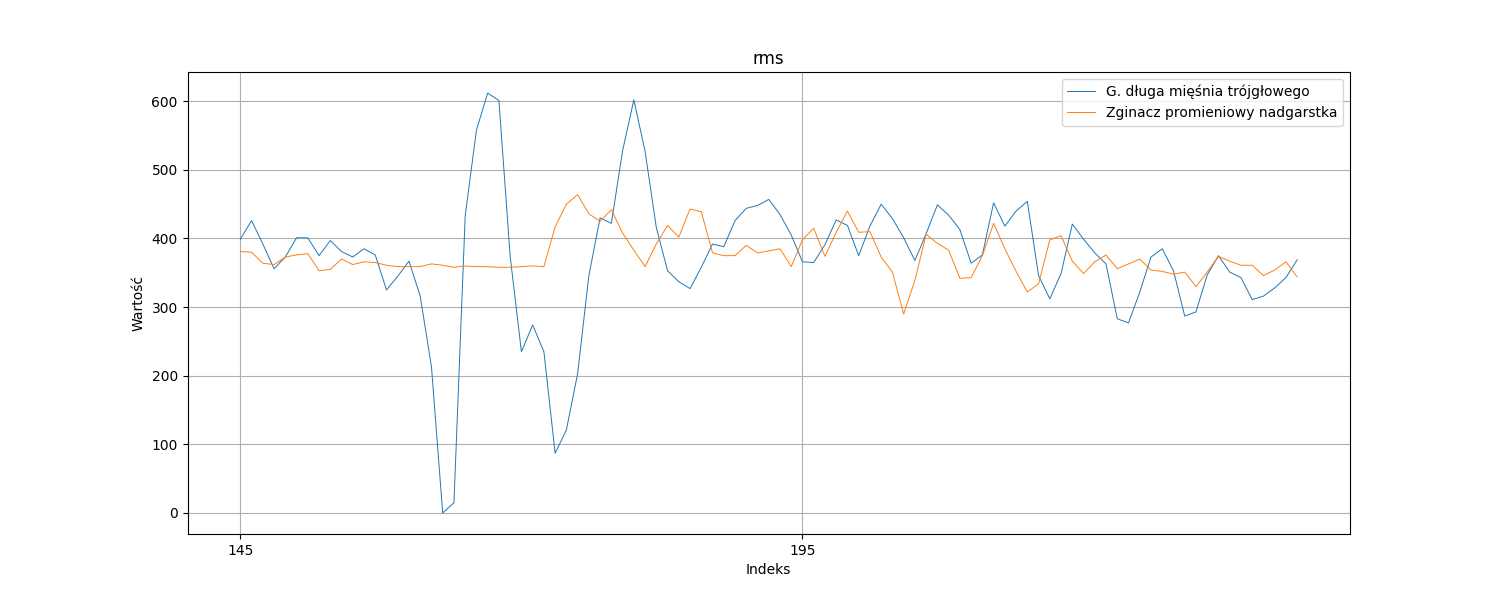 rms
G. długa mięśnia trójgłowego
Zginacz promieniowy nadgarstka
600
500
400
300
200
100
0
Wartość
145
195
Indeks